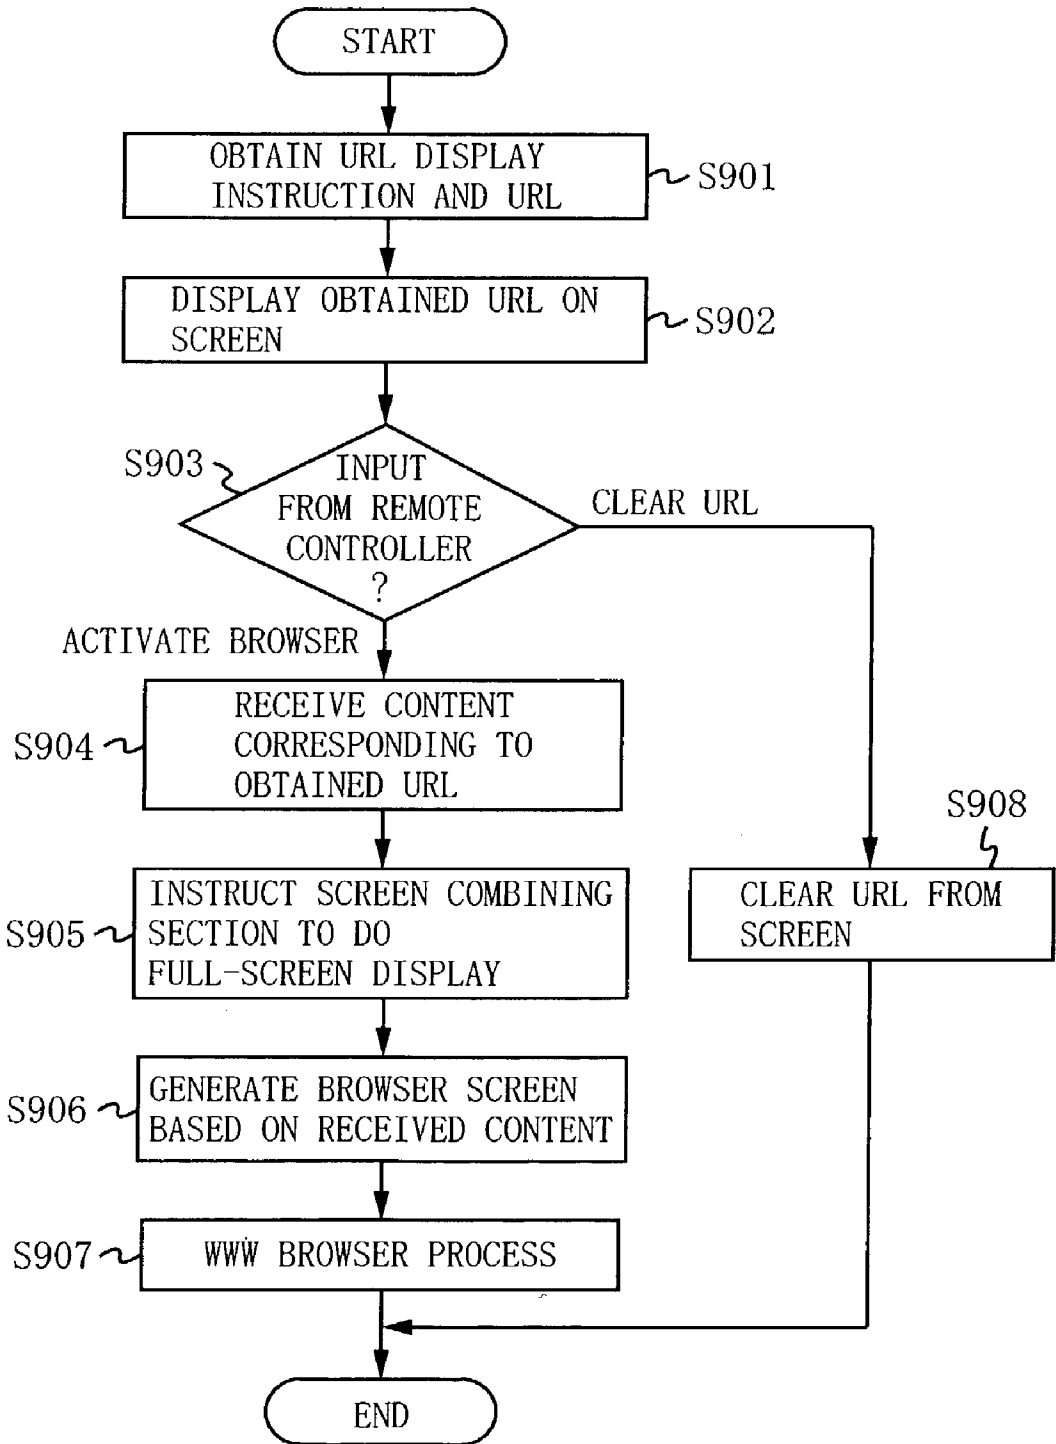 START
OBTAIN URL DISPLAY
INSTRUCTION AND URL
S901
DISPLAY OBTAINED URL ON
SCREEN
S902
S903
INPUT
FROM REMOTE
CONTROLLER
?
CLEAR URL
ACTIVATE BROWSER
RECEIVE CONTENT
CORRESPONDING TO
OBTAINED URL
S904
S908
CLEAR URL FROM
SCREEN
INSTRUCT SCREEN COMBINING
SECTION TO DO
FULL-SCREEN DISPLAY
S905
GENERATE BROWSER SCREEN
BASED ON RECEIVED CONTENT
S906
S907
WWW BROWSER PROCESS
END